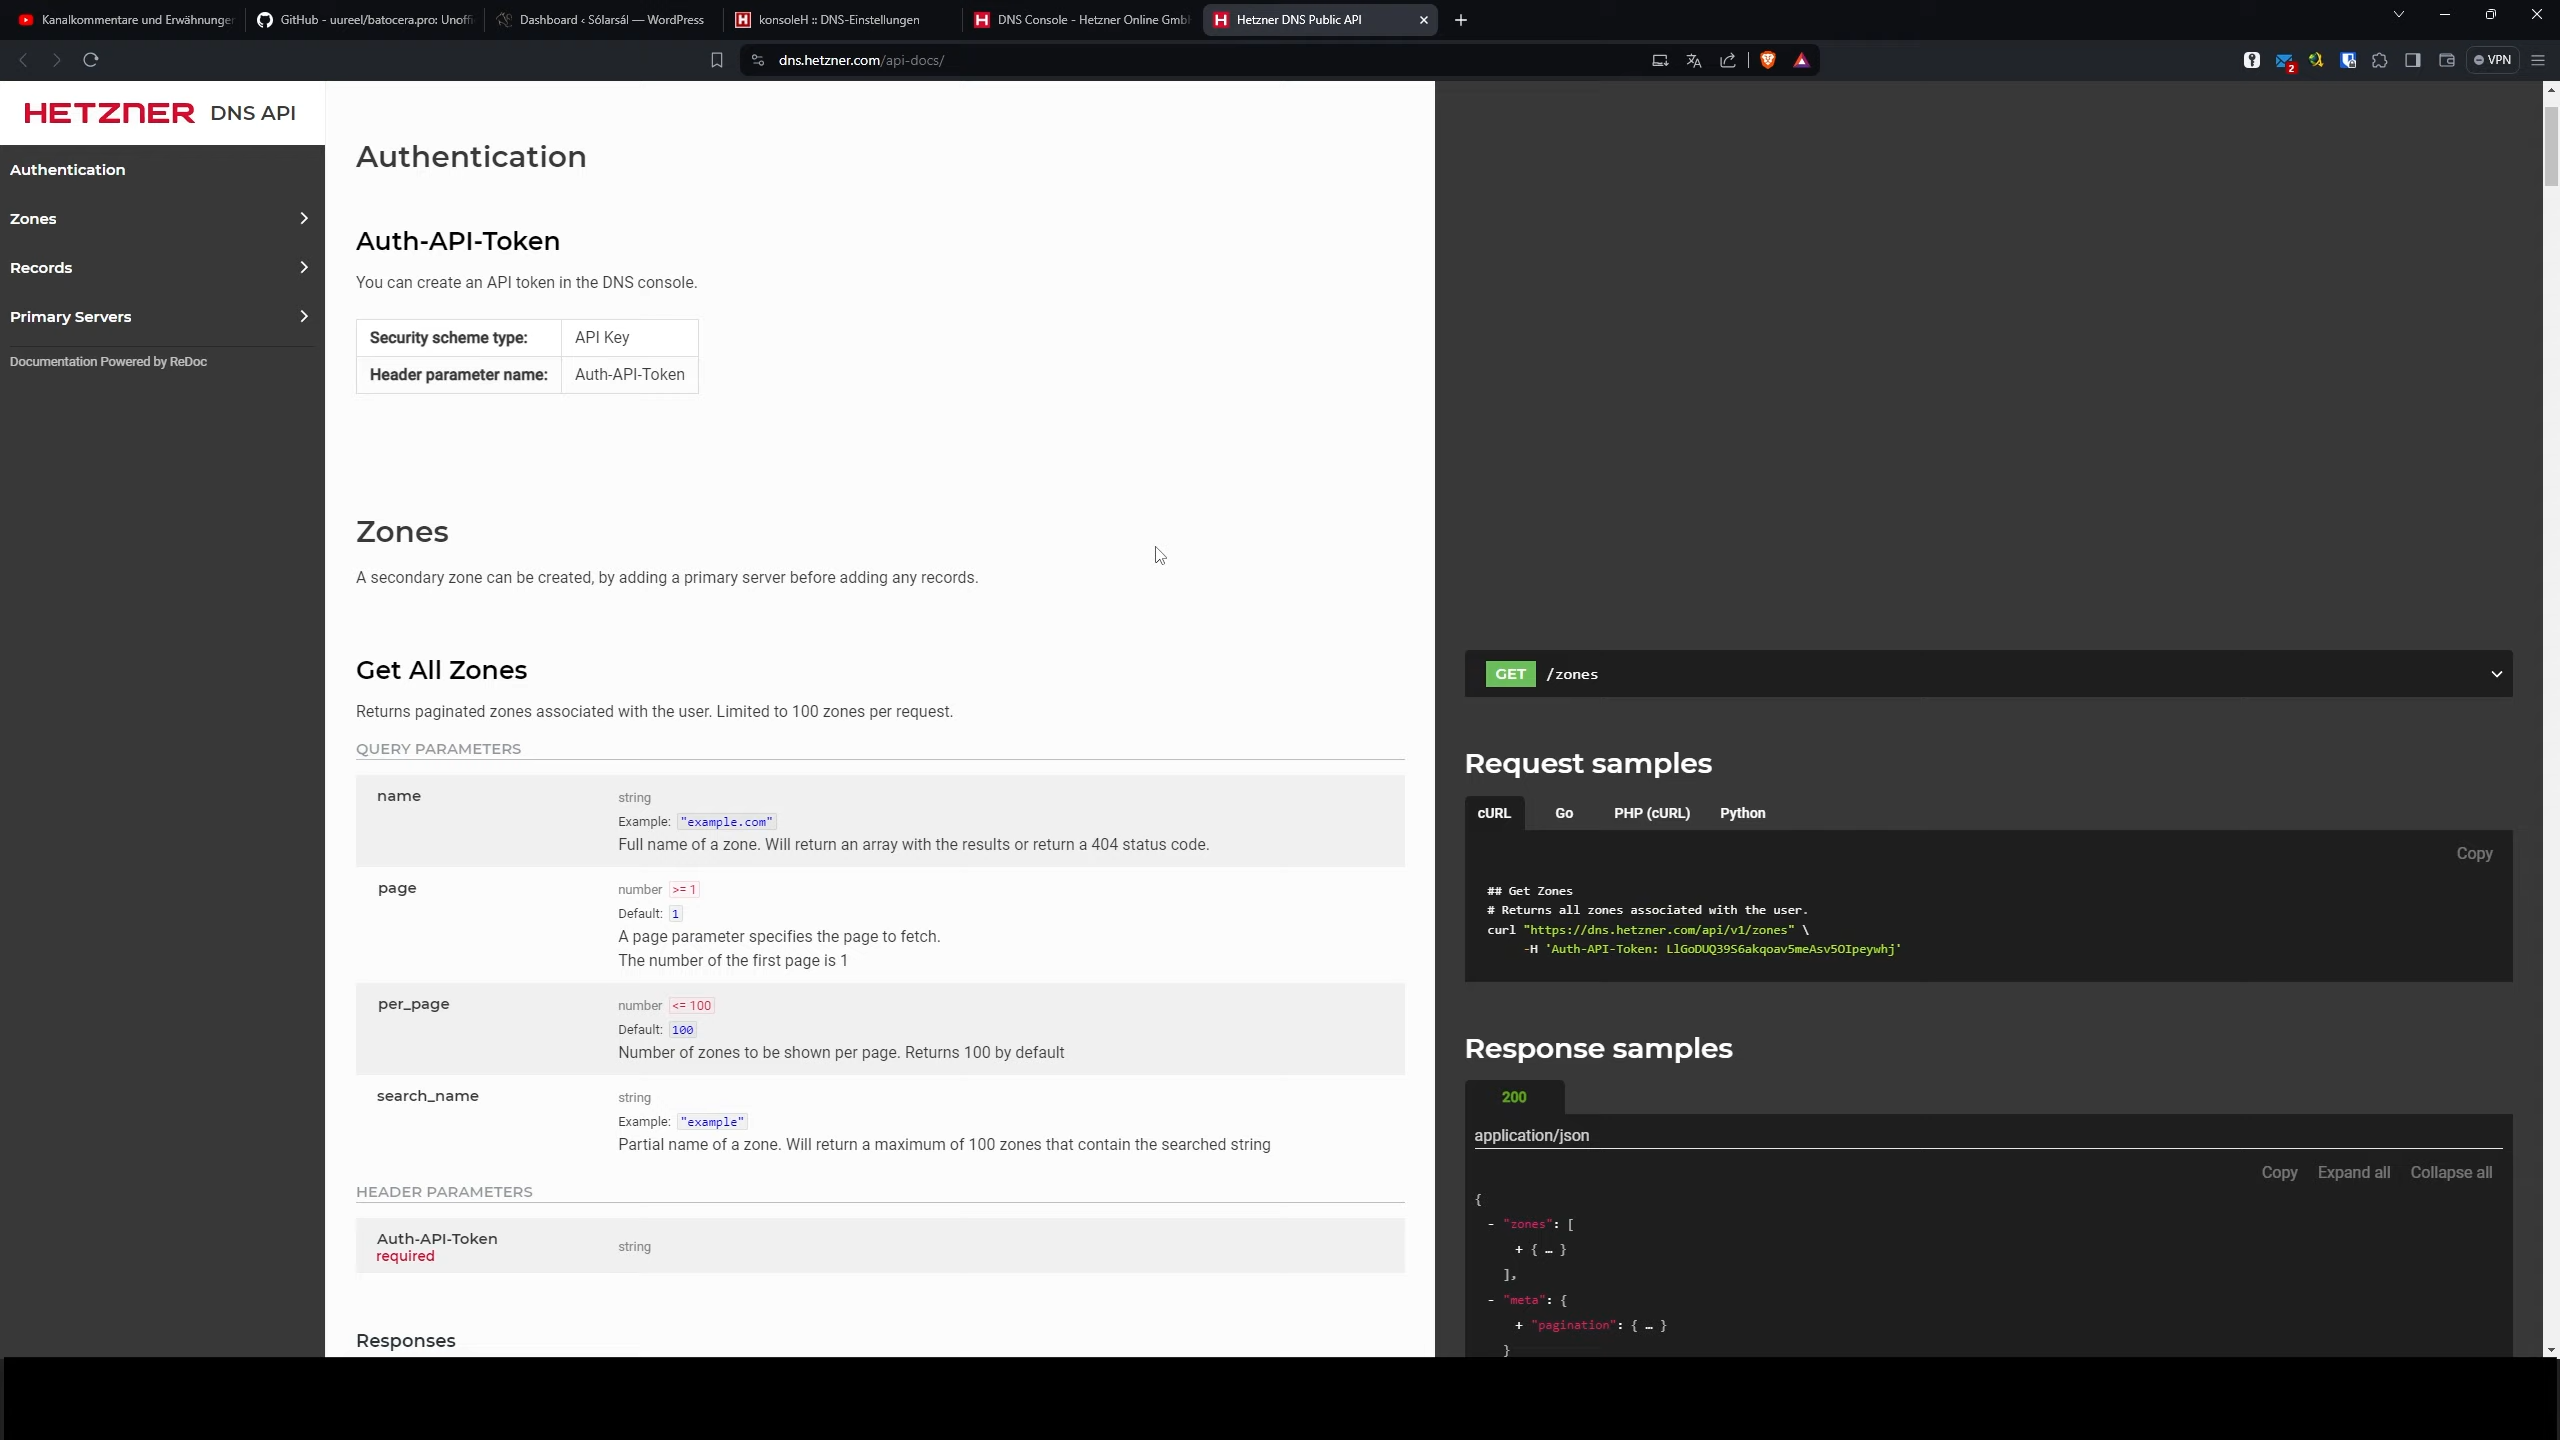 Kanalkommentare und Erwähnunger
GitHub - uureel/batocera.pro: Unoffi
Dashboard ‹ Sólarsál — WordPress
konsoleH :: DNS-Einstellungen
DNS Console - Hetzner Online Gmbl
Hetzner DNS Public API
dns.hetzner.com/api-docs/
2
VPN
HETZNER DNS API
Authentication
Zones
Records
Primary Servers
Documentation Powered by ReDoc
Authentication
Auth-API-Token
You can create an API token in the DNS console.
Security scheme type: API Key
Header parameter name: Auth-API-Token
Zones
A secondary zone can be created, by adding a primary server before adding any records.
Get All Zones
Returns paginated zones associated with the user. Limited to 100 zones per request.
QUERY PARAMETERS
name string
Example: "example.com"
Full name of a zone. Will return an array with the results or return a 404 status code.
page number >= 1
Default: 1
A page parameter specifies the page to fetch.
The number of the first page is 1
per_page number <= 100
Default: 100
Number of zones to be shown per page. Returns 100 by default
search_name string
Example: "example"
Partial name of a zone. Will return a maximum of 100 zones that contain the searched string
HEADER PARAMETERS
Auth-API-Token string
required
Responses
GET /zones
Request samples
cURL Go PHP (cURL) Python
Copy
## Get Zones
# Returns all zones associated with the user.
curl "https://dns.hetzner.com/api/v1/zones" \
-H 'Auth-API-Token: LlGoDUQ39S6akqoav5meAsv5OIpeywhj'
Response samples
200
application/json
Copy Expand all Collapse all
{
- "zones": [
+ { … }
],
- "meta": {
+ "pagination": { … }
}